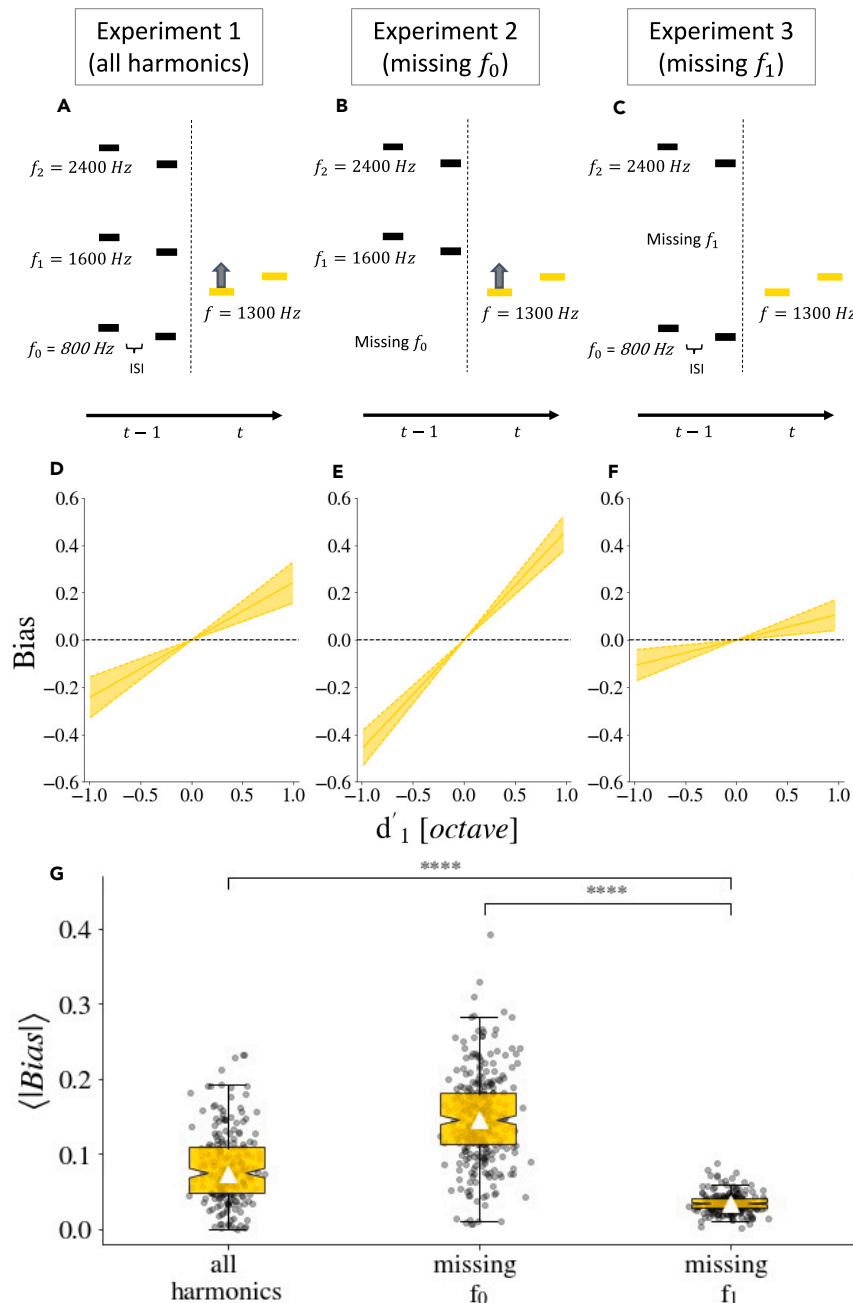 Experiment 1
(all harmonics)
Experiment 2
(missing f₀)
Experiment 3
(missing f₁)
A
f₂ = 2400 Hz
f₁ = 1600 Hz
f = 1300 Hz
f₀ = 800 Hz
ISI
t − 1
t
B
f₂ = 2400 Hz
f₁ = 1600 Hz
f = 1300 Hz
Missing f₀
t − 1
t
C
f₂ = 2400 Hz
Missing f₁
f = 1300 Hz
f₀ = 800 Hz
ISI
t − 1
t
D
0.6
0.4
0.2
0.0
−0.2
−0.4
−0.6
Bias
−1.0
−0.5
0.0
0.5
1.0
E
0.6
0.4
0.2
0.0
−0.2
−0.4
−0.6
−1.0
−0.5
0.0
0.5
1.0
F
0.6
0.4
0.2
0.0
−0.2
−0.4
−0.6
−1.0
−0.5
0.0
0.5
1.0
d′₁ [octave]
G
****
****
0.4
0.3
0.2
0.1
0.0
⟨|Bias|⟩
all
harmonics
missing
f₀
missing
f₁